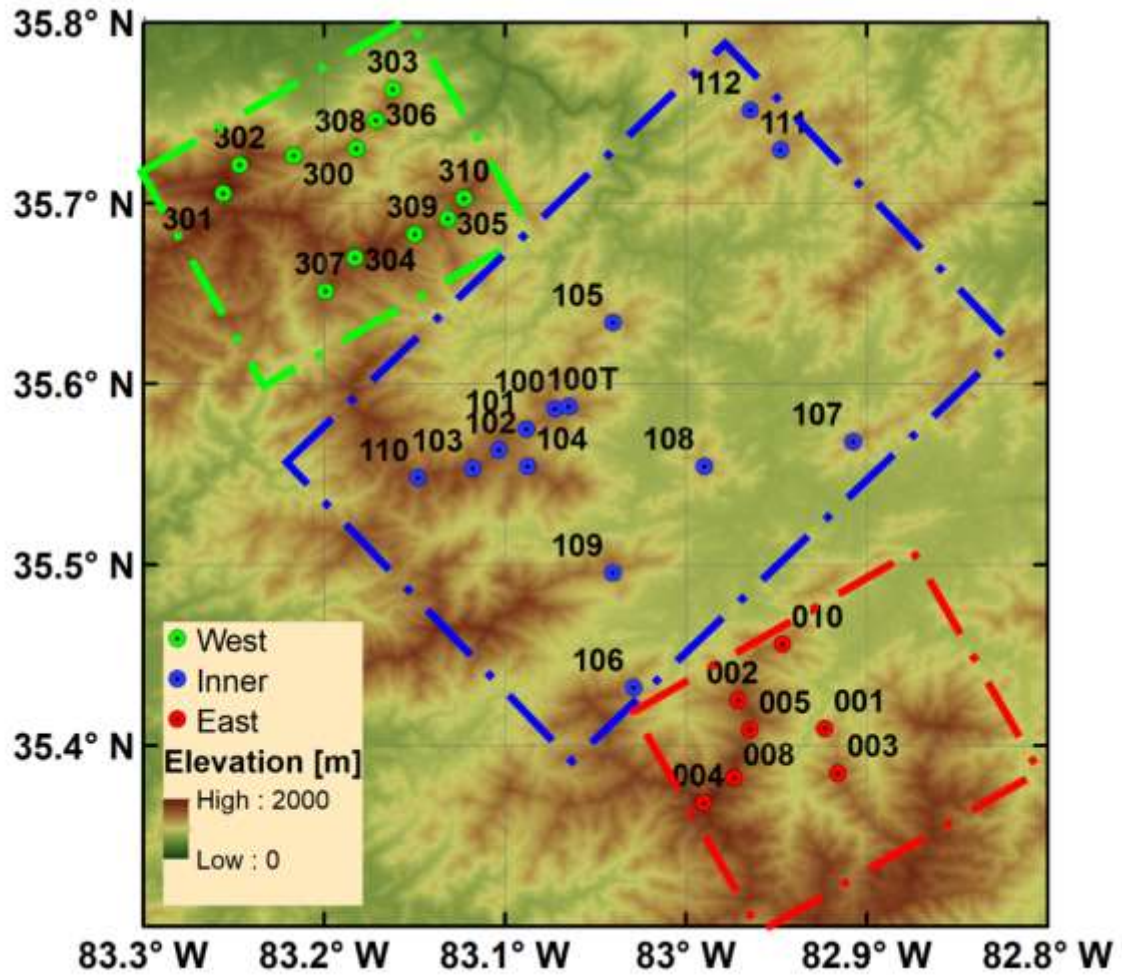 35.8° N
303
112
308
306
111
302
300
310
35.7° N
309
301
305
307
304
105
35.6° N
100
100T
101
107
102
110
103
104
108
35.5° N
109
010
West
106
Inner
002
005
001
East
35.4° N
008
003
Elevation [m]
004
High : 2000
Low : 0
83.3° W
83.2° W
83.1° W
83° W
82.9° W
82.8° W